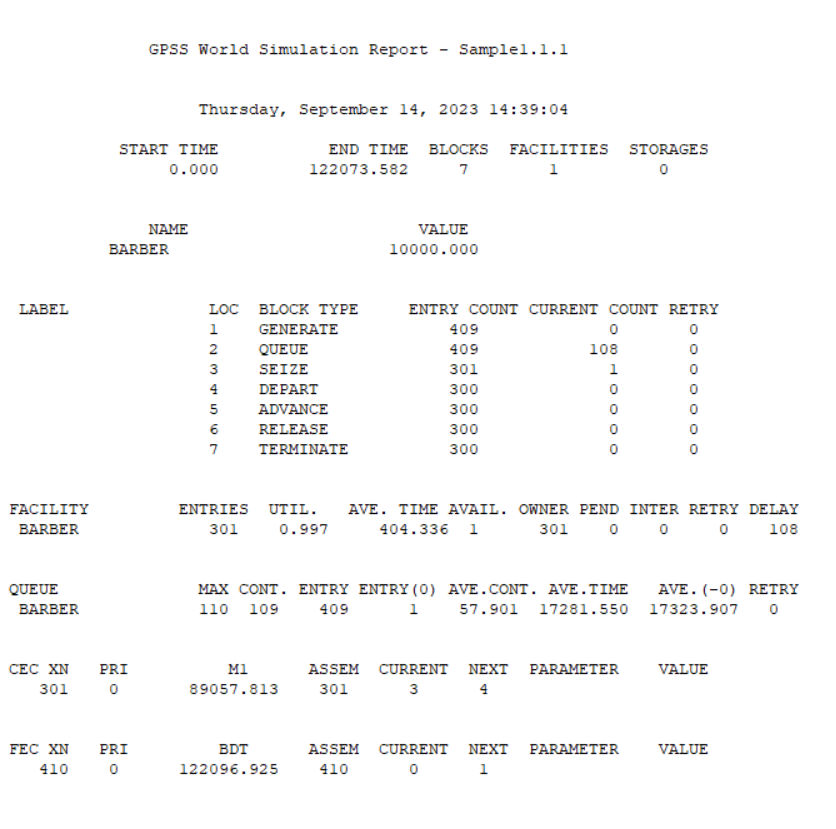 GPSS World Simulation Report - Sample1.1.1
Thursday, September 14, 2023 14:39:04
START TIME END TIME BLOCKS FACILITIES STORAGES
0.000 122073.582 7 1 0
NAME VALUE
BARBER 10000.000
LABEL LOC BLOCK TYPE ENTRY COUNT CURRENT COUNT RETRY
1 GENERATE 409 0 0
2 QUEUE 409 108 0
3 SEIZE 301 1 0
4 DEPART 300 0 0
5 ADVANCE 300 0 0
6 RELEASE 300 0 0
7 TERMINATE 300 0 0
FACILITY ENTRIES UTIL. AVE. TIME AVAIL. OWNER PEND INTER RETRY DELAY
BARBER 301 0.997 404.336 1 301 0 0 0 108
QUEUE MAX CONT. ENTRY ENTRY(0) AVE.CONT. AVE.TIME AVE.(-0) RETRY
BARBER 110 109 409 1 57.901 17281.550 17323.907 0
CEC XN PRI M1 ASSEM CURRENT NEXT PARAMETER VALUE
301 0 89057.813 301 3 4
FEC XN PRI BDT ASSEM CURRENT NEXT PARAMETER VALUE
410 0 122096.925 410 0 1